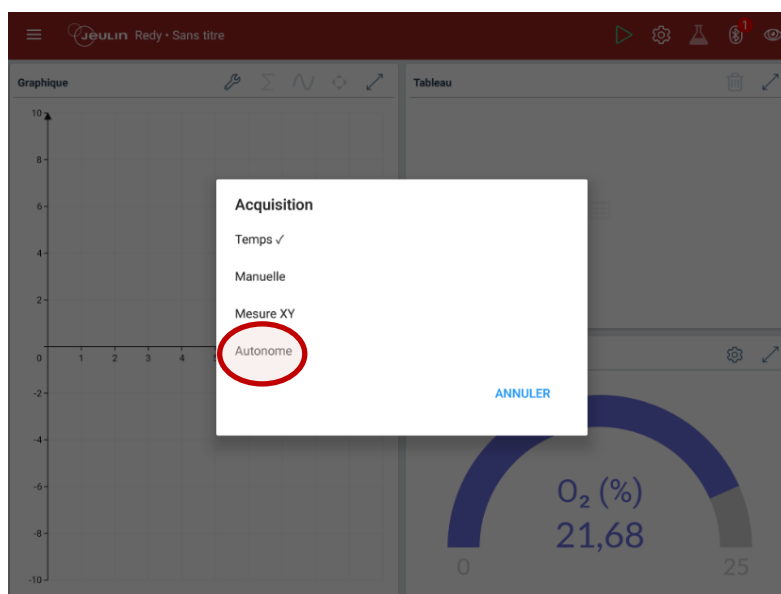 Jeulin Redy • Sans titre
1
Graphique
Tableau
10
8
6
4
2
0
1 2 3 4
-2
-4
-6
-8
-10
Acquisition
Temps ✓
Manuelle
Mesure XY
Autonome
ANNULER
O₂ (%)
21,68
0
25